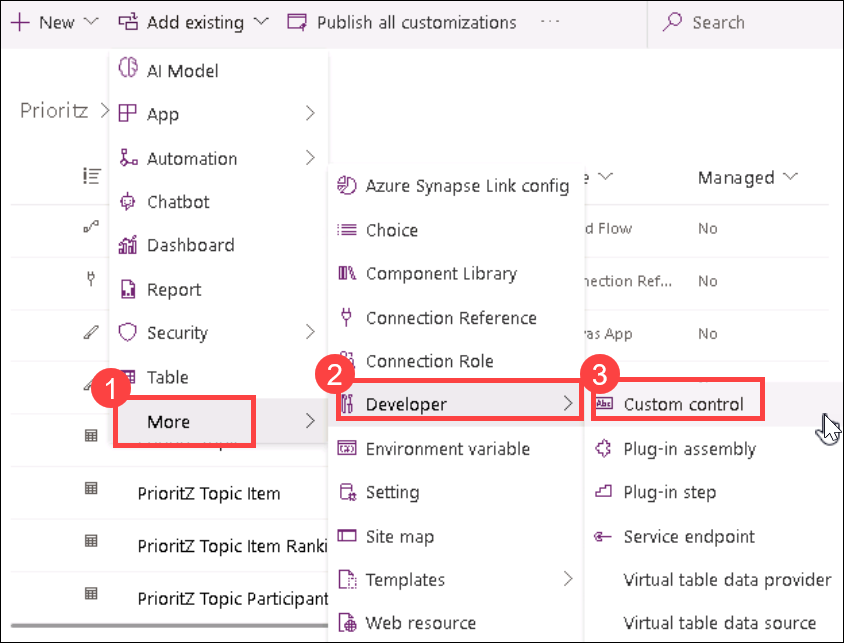 New
Add existing
Publish all customizations
...
Search
AI Model
Prioritz
App
Automation
Chatbot
Dashboard
Report
Security
Table
More
Azure Synapse Link config
Choice
Component Library
Connection Reference
Connection Role
Developer
Environment variable
Setting
Site map
Templates
Web resource
Custom control
Plug-in assembly
Plug-in step
Service endpoint
Virtual table data provider
Virtual table data source
Managed
d Flow
No
nection Ref...
No
vas App
No
1
2
3
Abc
PrioritZ Topic Item
PrioritZ Topic Item Ranki
PrioritZ Topic Participant